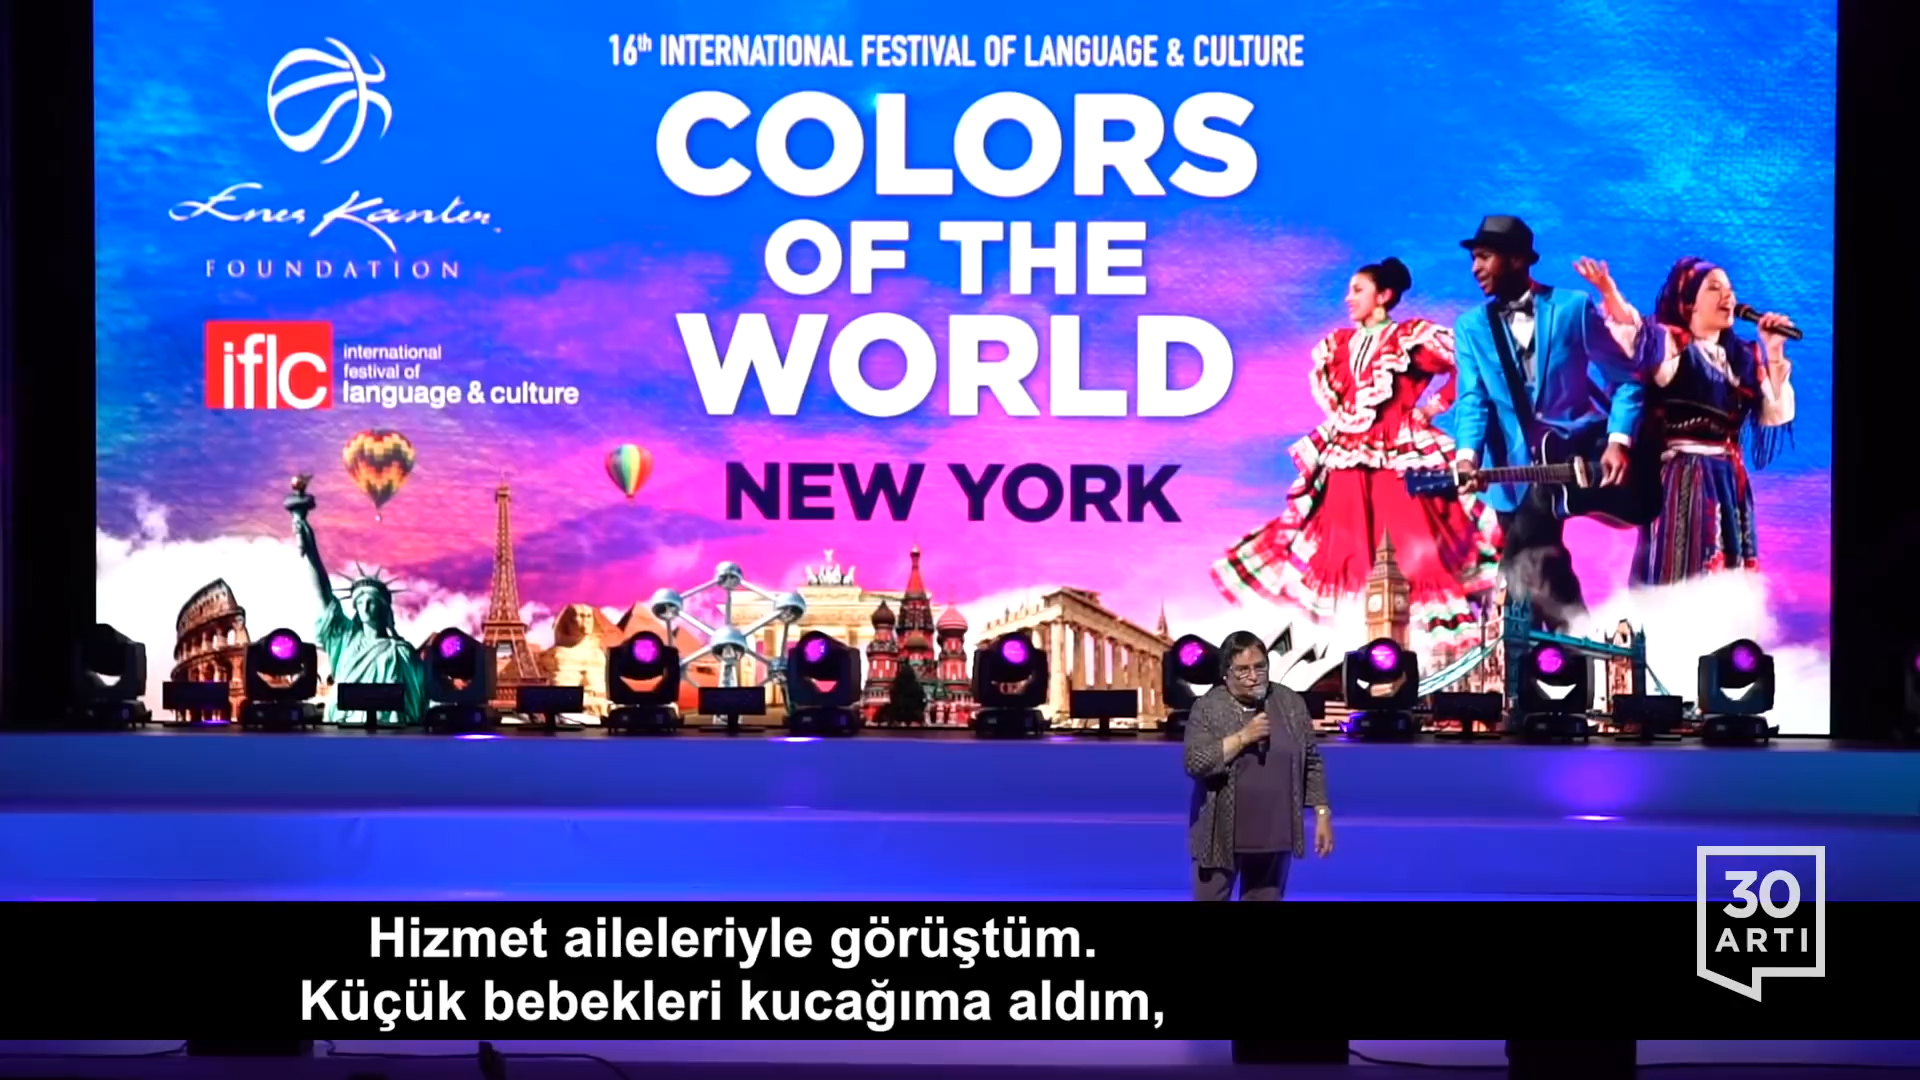 16th INTERNATIONAL FESTIVAL OF LANGUAGE & CULTURE
COLORS
OF THE
WORLD
NEW YORK
Enes Kanter
FOUNDATION
iflc
international
festival of
language & culture
30
ARTI
Hizmet aileleriyle görüştüm.
Küçük bebekleri kucağıma aldım,